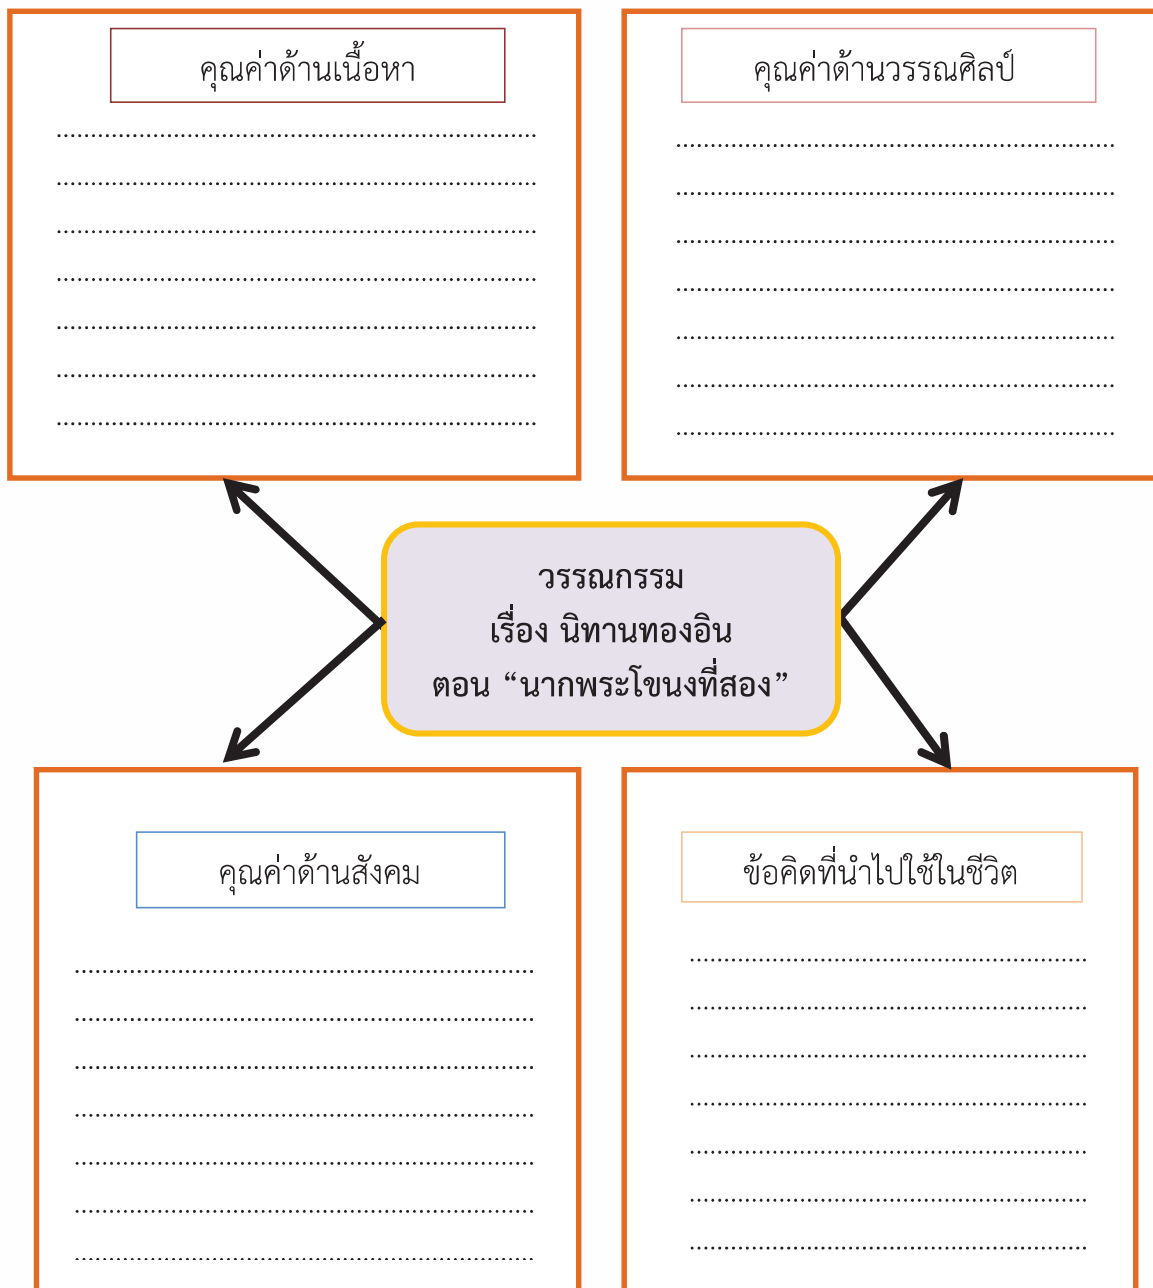 คุณค่าด้านเนื้อหา
คุณค่าด้านวรรณศิลป์
วรรณกรรม
เรื่อง นิทานทองอิน
ตอน “นากพระโขนงที่สอง”
คุณค่าด้านสังคม
ข้อคิดที่นำไปใช้ในชีวิต